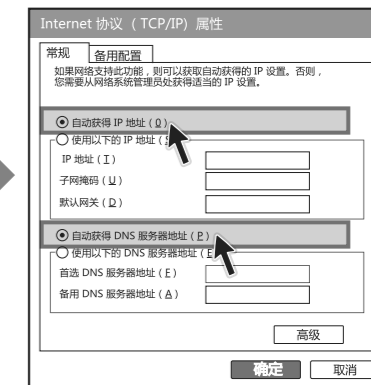 Internet 协议 （ TCP/IP）属性
常规
备用配置
如果网络支持此功能，则可以获取自动获得的 IP 设置。否则，
您需要从网络系统管理员处获得适当的 IP 设置。
自动获得 IP 地址（O）
使用以下的 IP 地址（
IP 地址（I）
子网掩码（U）
默认网关（D）
自动获得 DNS 服务器地址（P）
使用以下的 DNS 服务器地址（E
首选 DNS 服务器地址（E）
备用 DNS 服务器地址（A）
高级
确定
取消